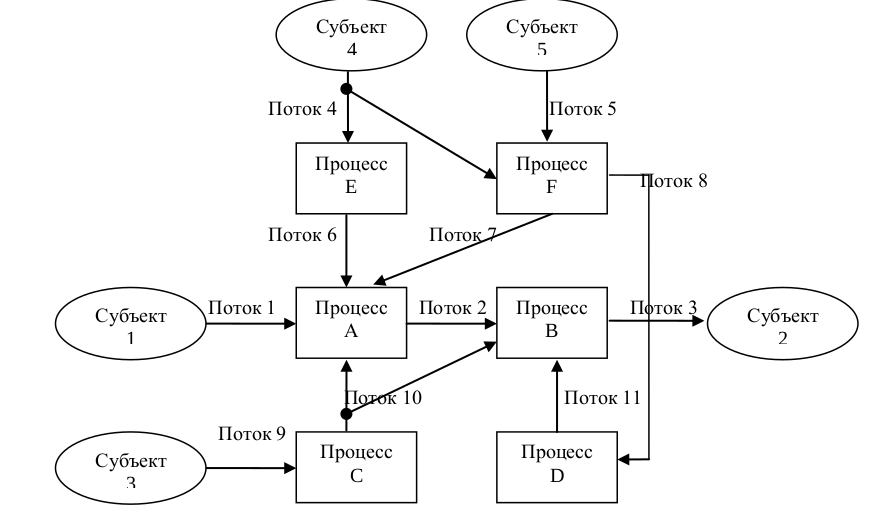 Субъект
4
Субъект
5
Поток 4
Поток 5
Процесс
E
Процесс
F
Поток 8
Поток 6
Поток 7
Субъект
1
Поток 1
Процесс
A
Поток 2
Процесс
B
Поток 3
Субъект
2
Поток 10
Поток 11
Поток 9
Субъект
3
Процесс
C
Процесс
D